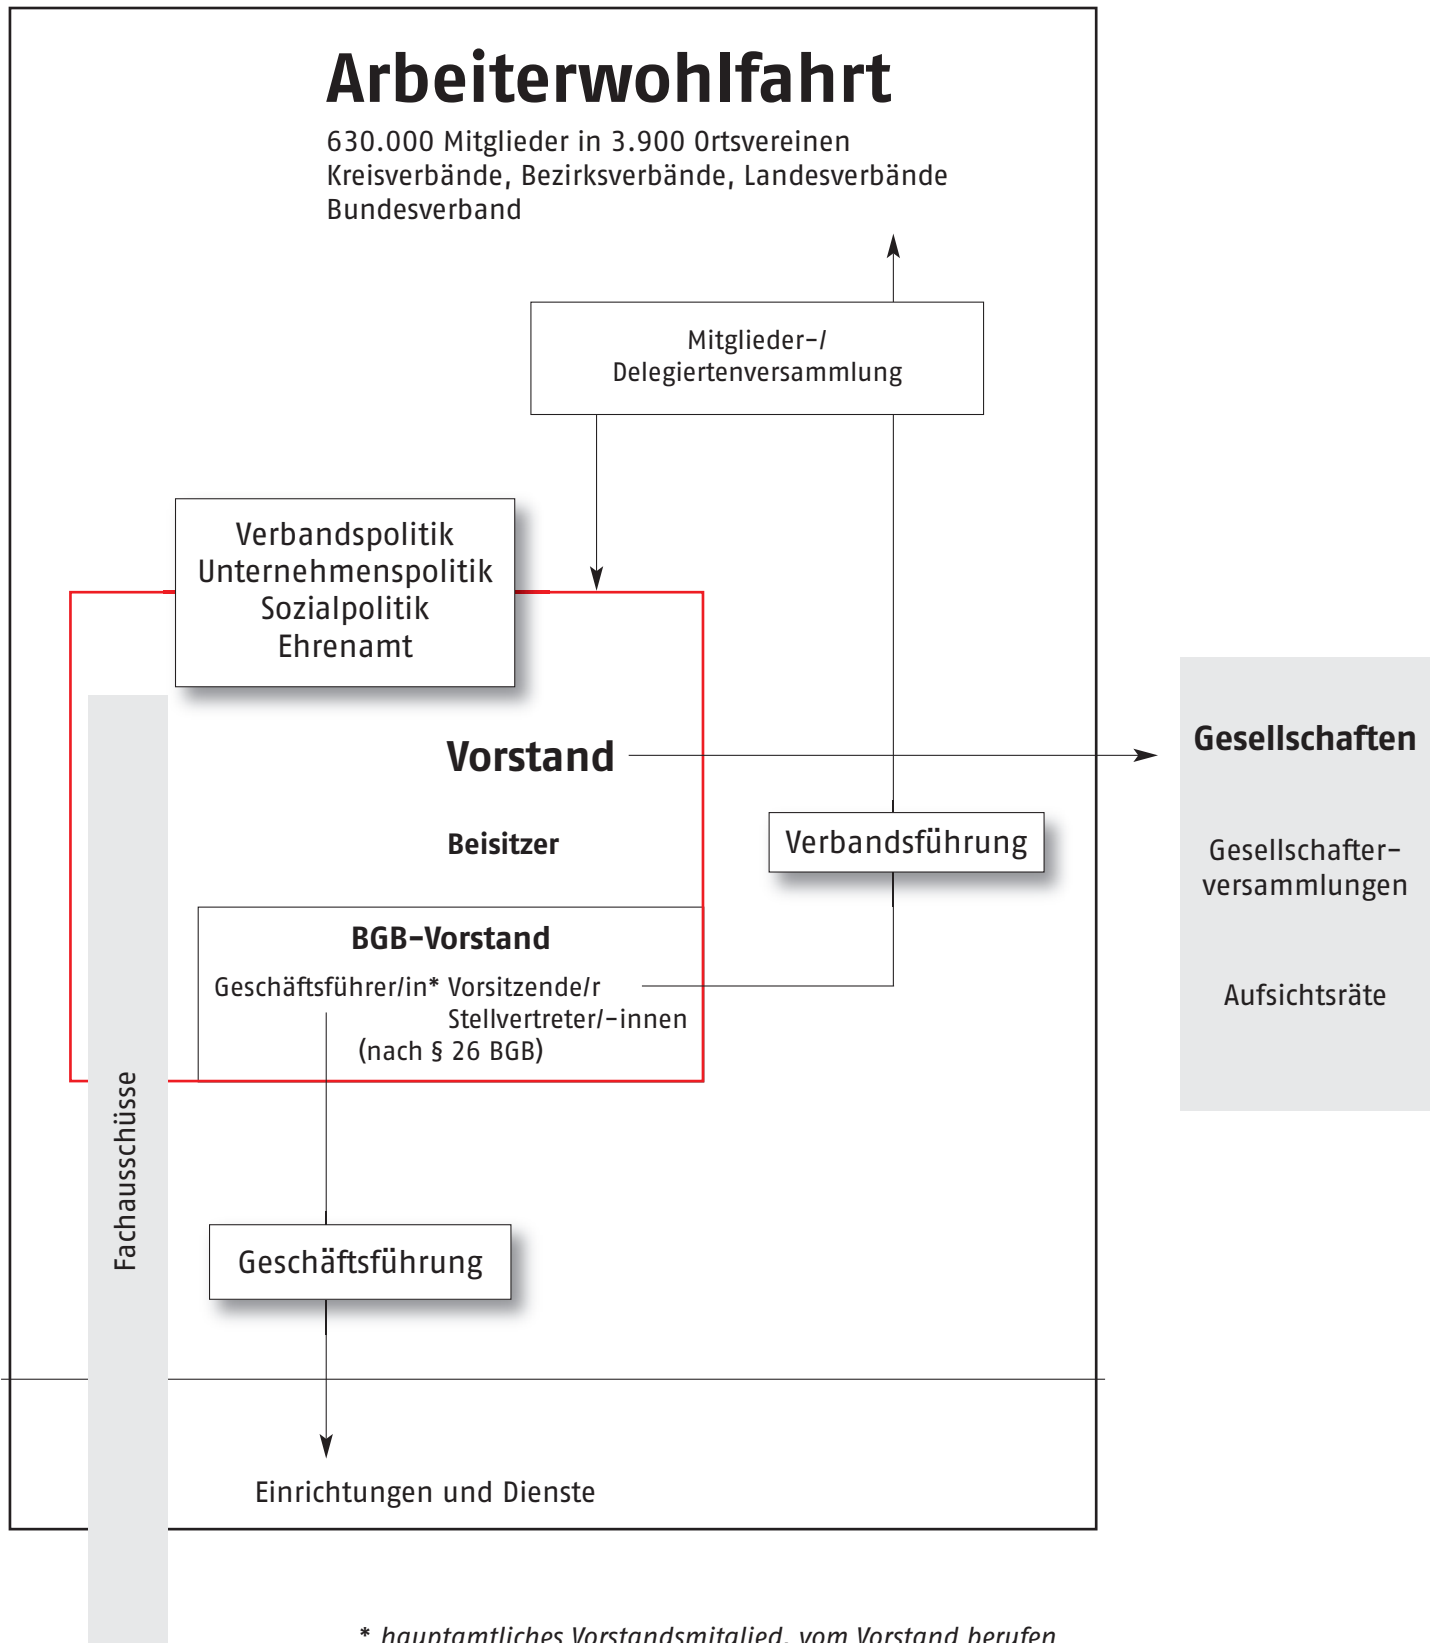 Arbeiterwohlfahrt
630.000 Mitglieder in 3.900 Ortsvereinen
Kreisverbände, Bezirksverbände, Landesverbände
Bundesverband
Mitglieder-/
Delegiertenversammlung
Verbandspolitik
Unternehmenspolitik
Sozialpolitik
Ehrenamt
Vorstand
Beisitzer
Verbandsführung
Gesellschaften
Gesellschafter-
versammlungen
Aufsichtsräte
BGB-Vorstand
Geschäftsführer/in* Vorsitzende/r
Stellvertreter/-innen
(nach § 26 BGB)
Fachausschüsse
Geschäftsführung
Einrichtungen und Dienste
* hauptamtliches Vorstandsmitglied, vom Vorstand berufen